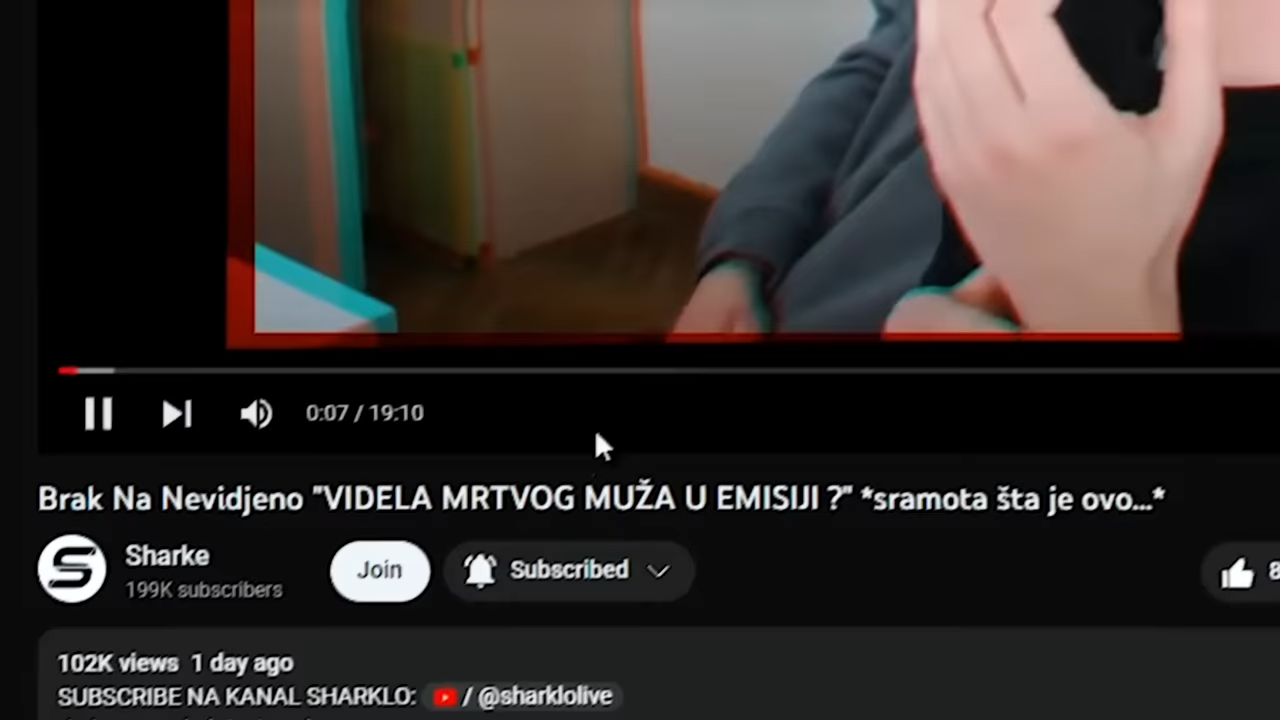 0:07 / 19:10
Brak Na Nevidjeno "VIDELA MRTVOG MUŽA U EMISIJI ?" *sramota šta je ovo...*
Sharke
199K subscribers
Join
Subscribed
8
102K views 1 day ago
SUBSCRIBE NA KANAL SHARKLO: / @sharklolive